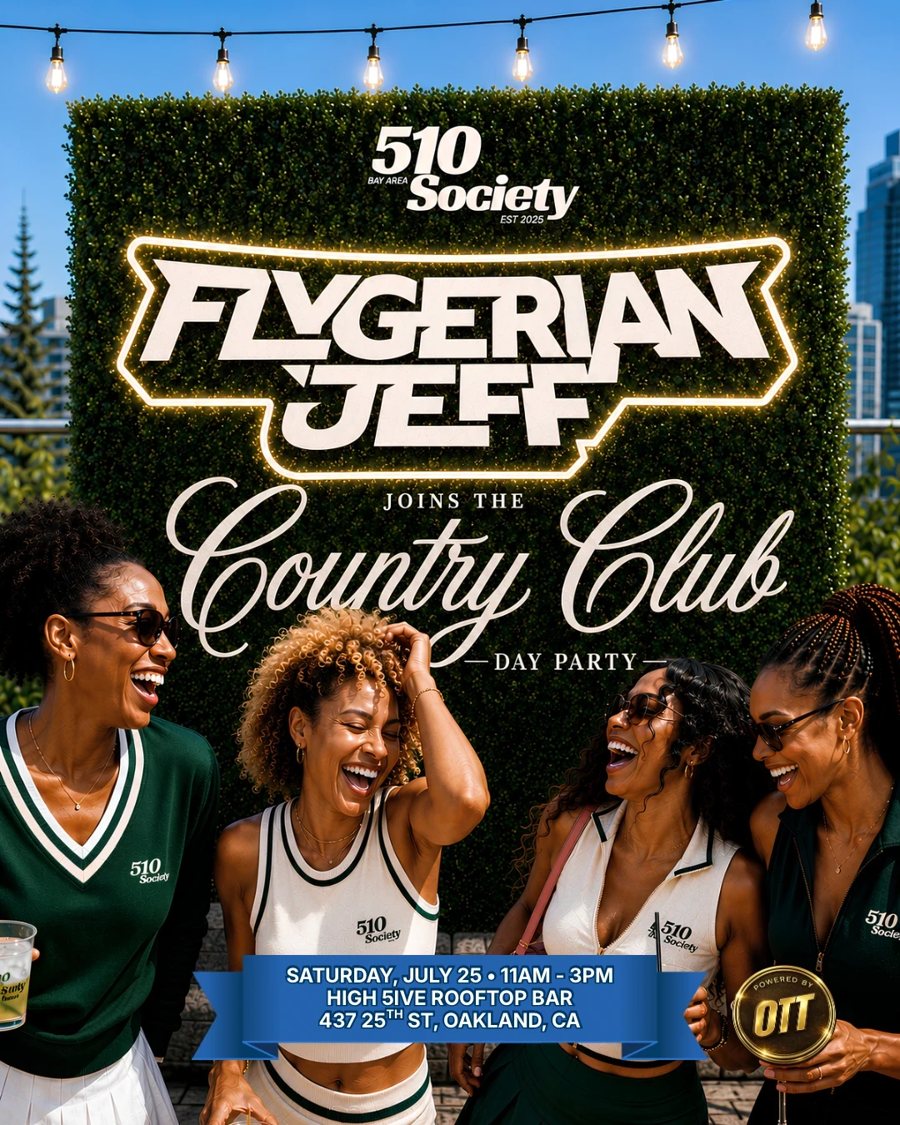 510
BAY AREA
Society
EST 2025
FLYGERIAN
JEFF
JOINS THE
Country Club
DAY PARTY
510
Society
510
Society
510
Society
510
SATURDAY, JULY 25 • 11AM - 3PM
HIGH 5IVE ROOFTOP BAR
437 25TH ST, OAKLAND, CA
POWERED BY
OTT